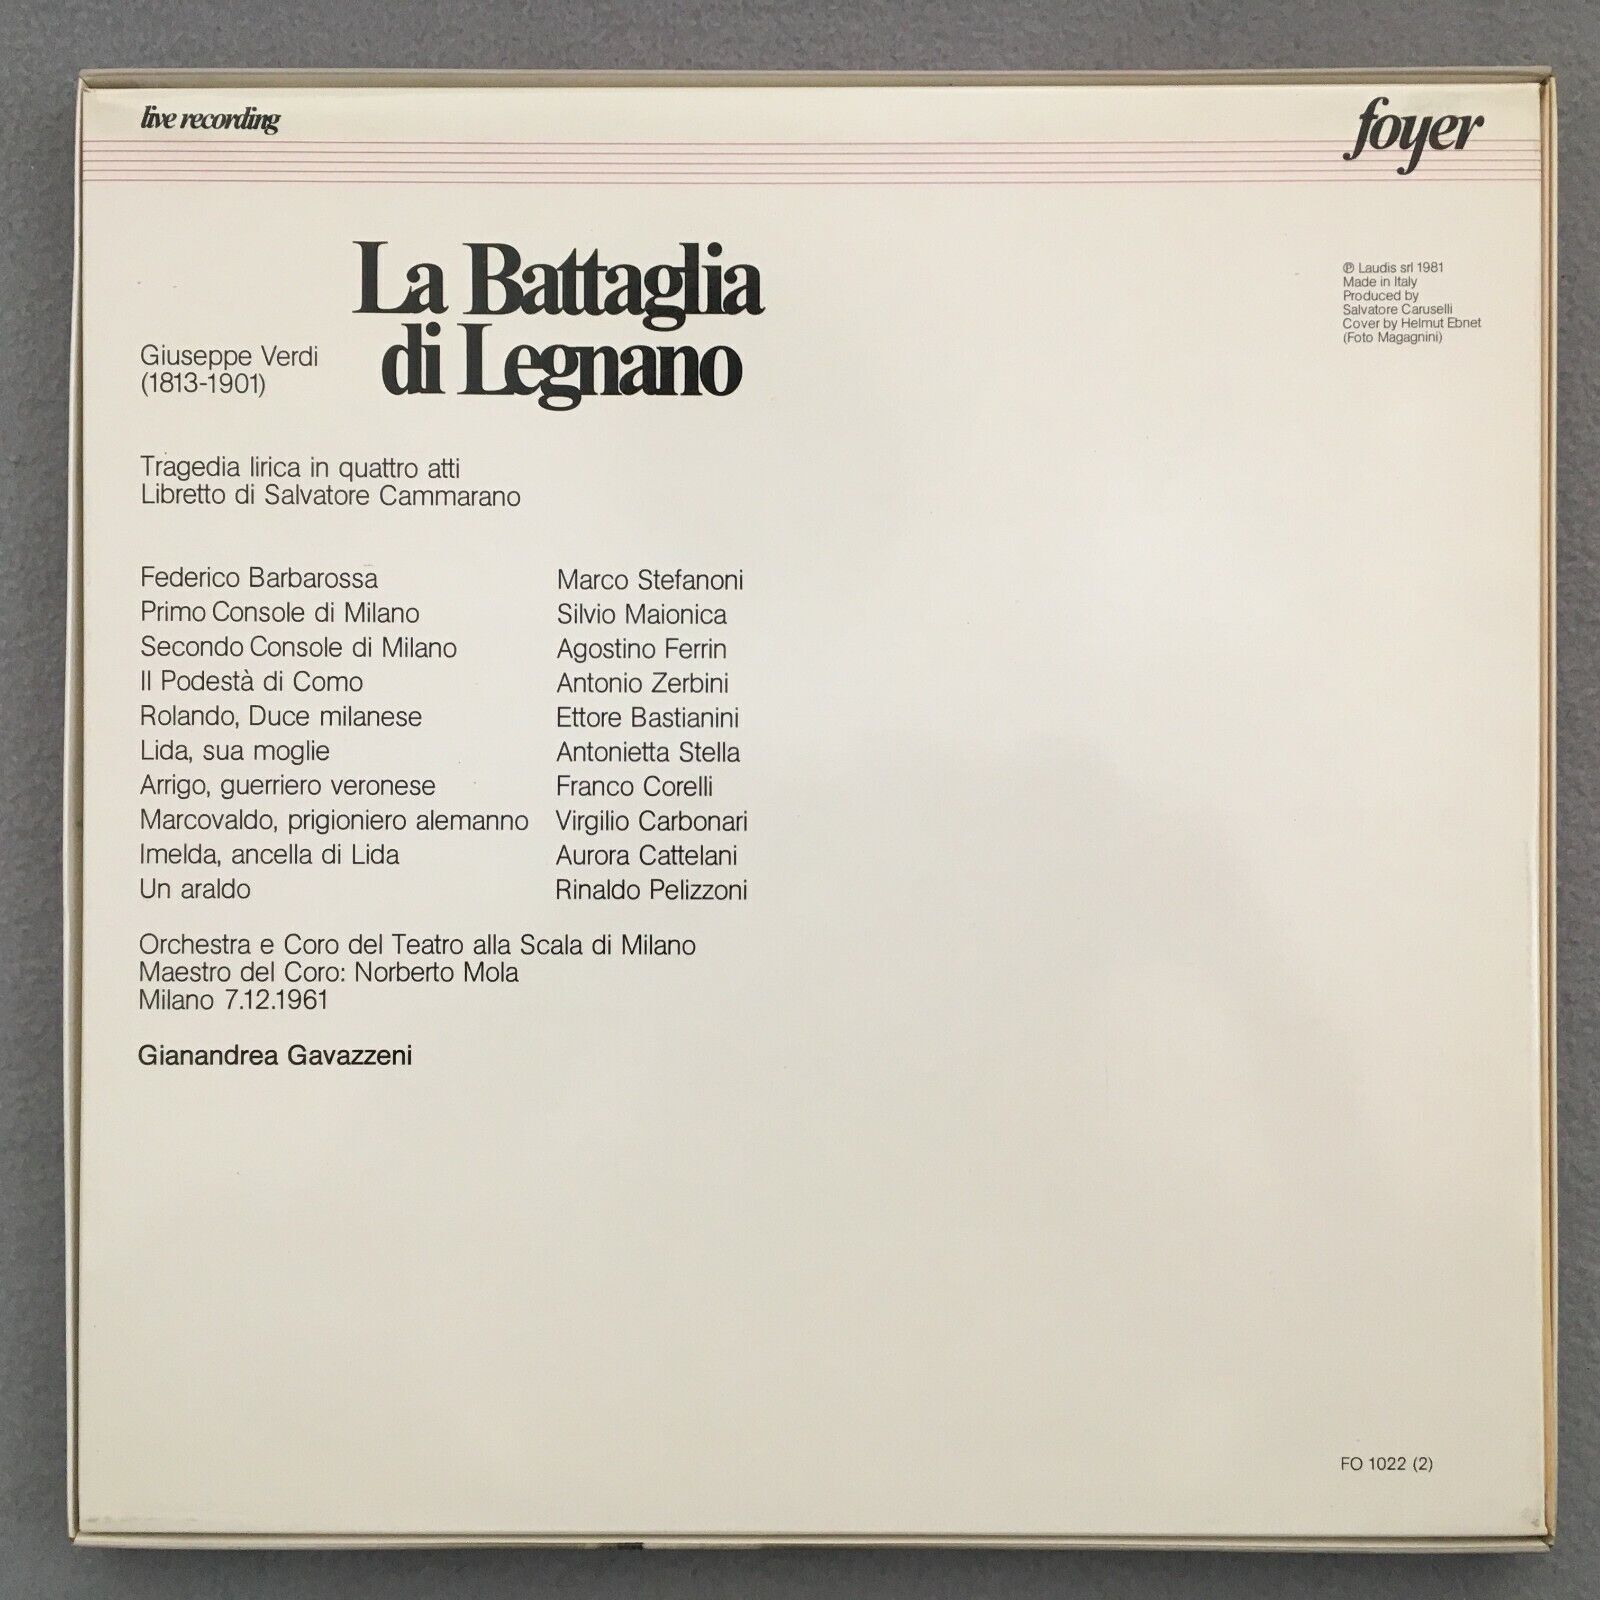 live recording
foyer
La Battaglia
di Legnano
Giuseppe Verdi
(1813-1901)
℗ Laudis srl 1981
Made in Italy
Produced by
Salvatore Caruselli
Cover by Helmut Ebnet
(Foto Magagnini)
Tragedia lirica in quattro atti
Libretto di Salvatore Cammarano
Federico Barbarossa Marco Stefanoni
Primo Console di Milano Silvio Maionica
Secondo Console di Milano Agostino Ferrin
Il Podestà di Como Antonio Zerbini
Rolando, Duce milanese Ettore Bastianini
Lida, sua moglie Antonietta Stella
Arrigo, guerriero veronese Franco Corelli
Marcovaldo, prigioniero alemanno Virgilio Carbonari
Imelda, ancella di Lida Aurora Cattelani
Un araldo Rinaldo Pelizzoni
Orchestra e Coro del Teatro alla Scala di Milano
Maestro del Coro: Norberto Mola
Milano 7.12.1961
Gianandrea Gavazzeni
FO 1022 (2)